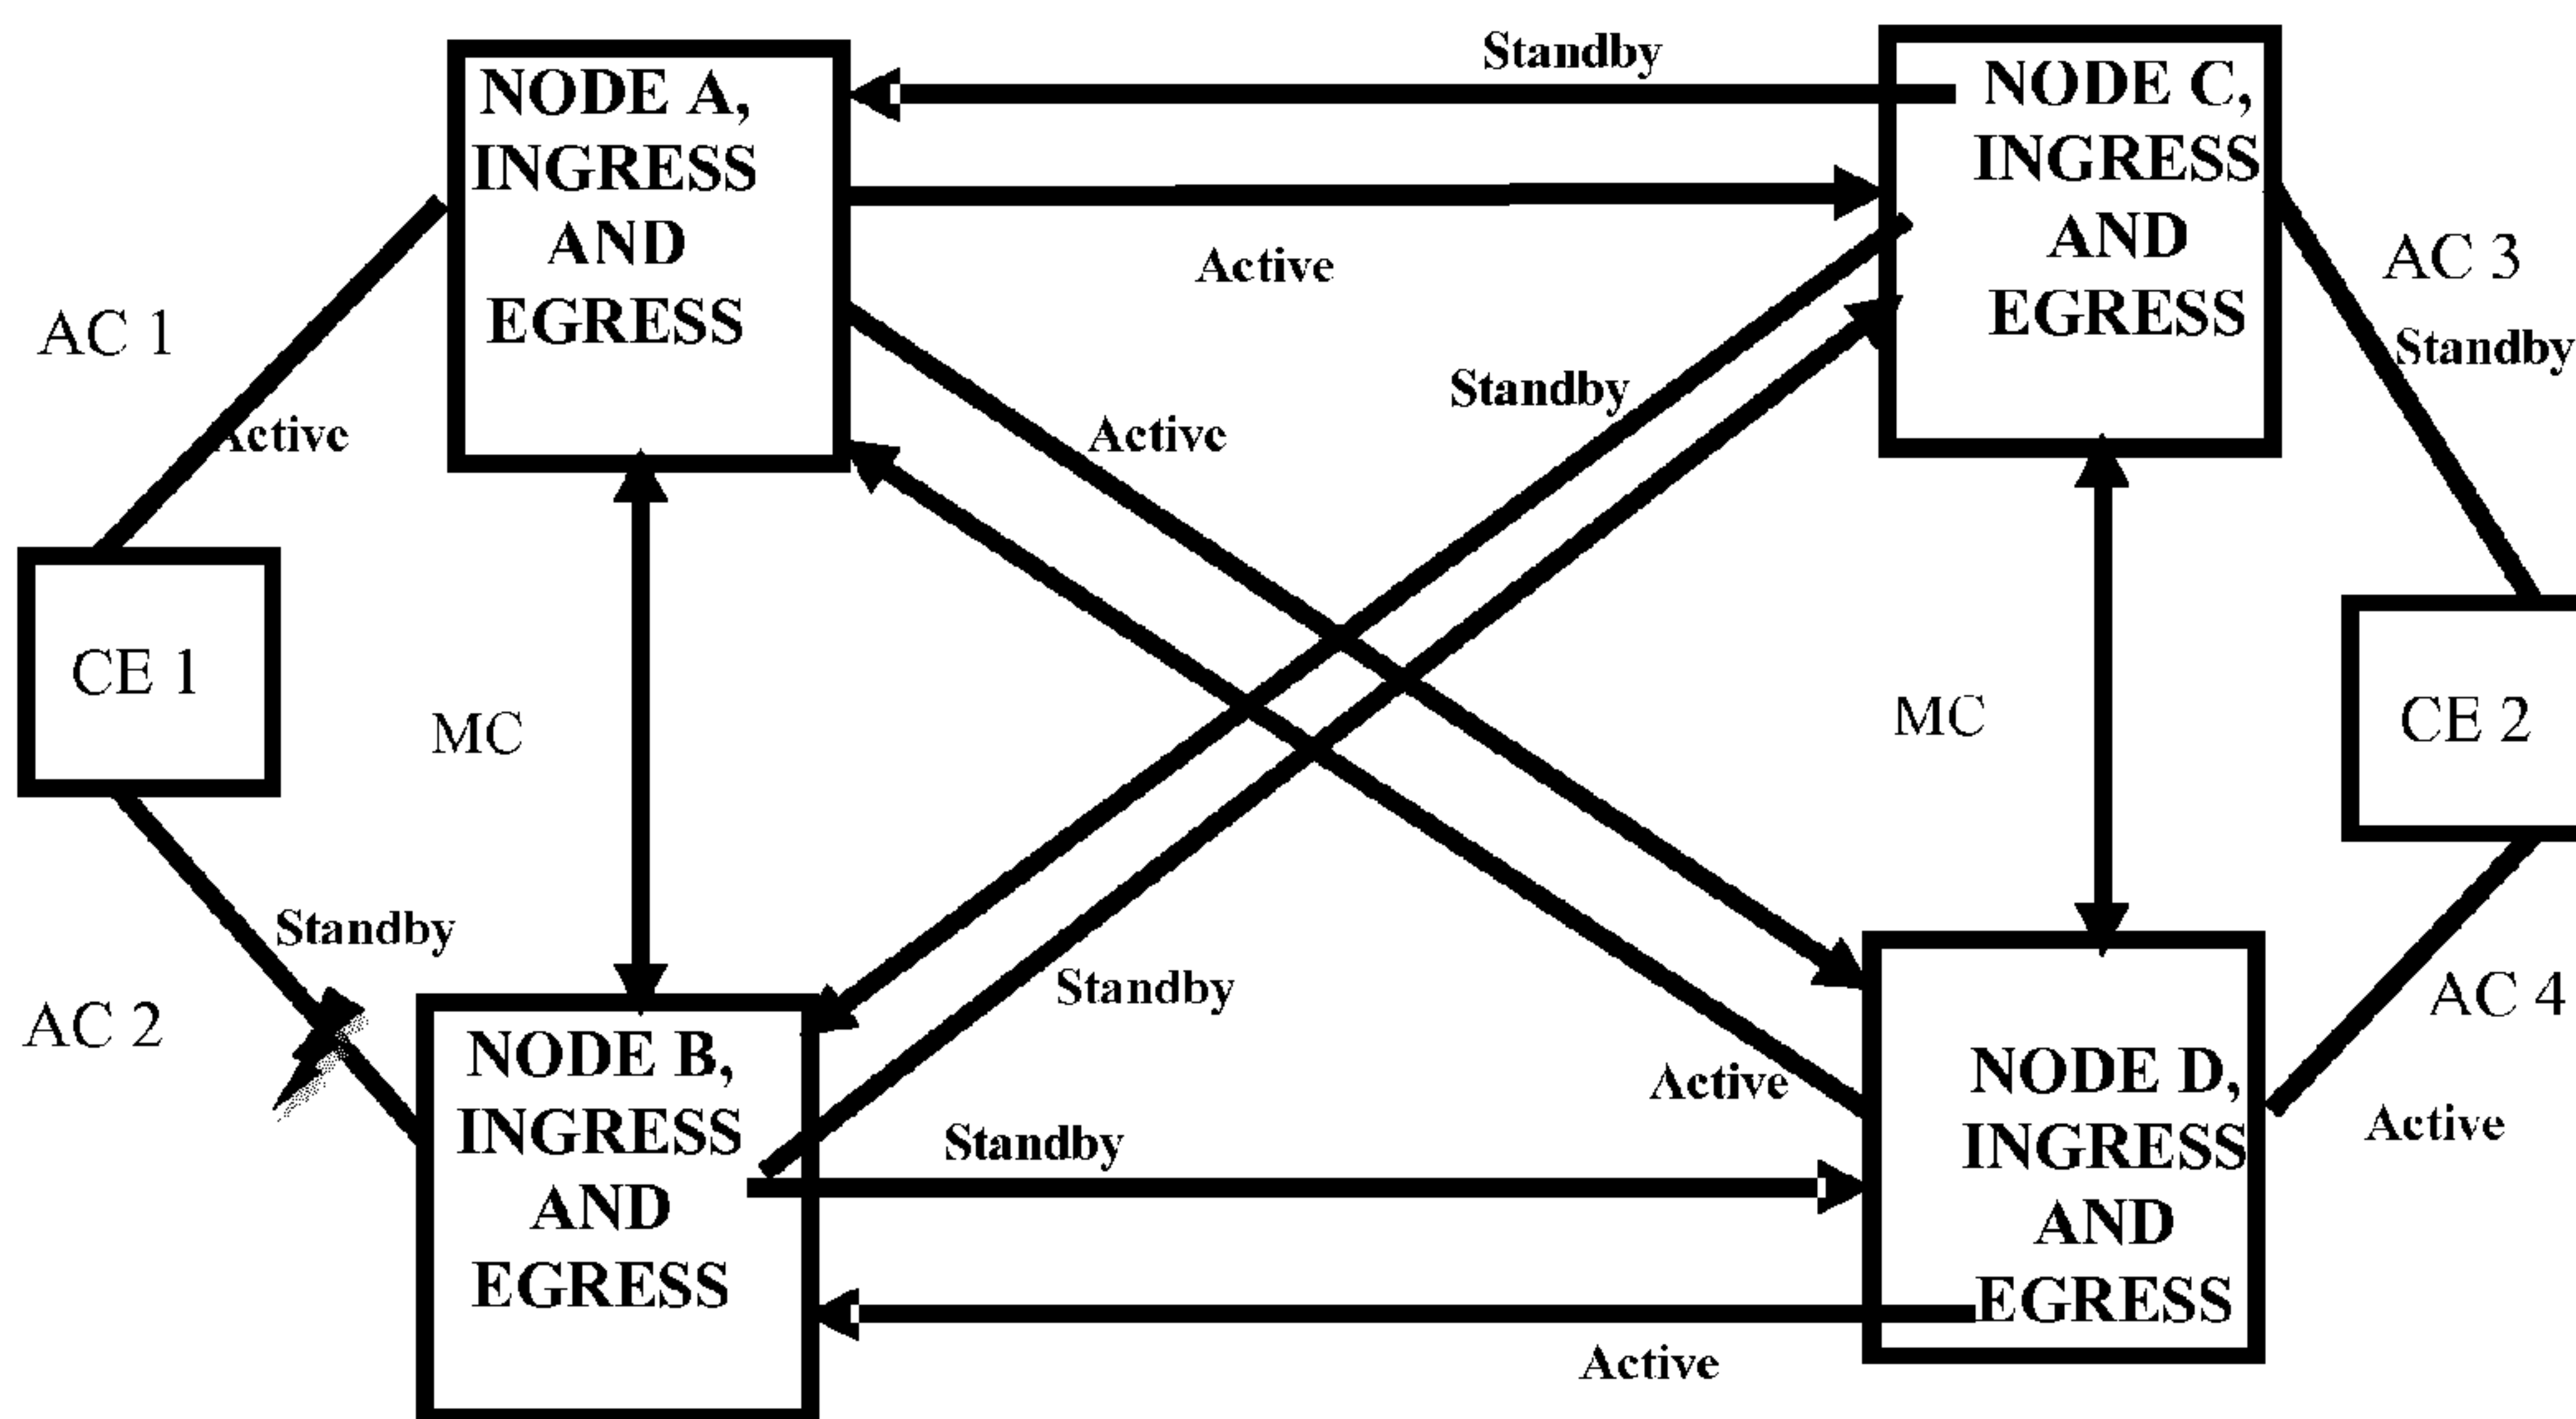 Standby
NODE A,
INGRESS
AND
EGRESS
NODE C,
INGRESS
AND
EGRESS
Active
AC 3
AC 1
Standby
Standby
Active
Active
CE 1
MC
MC
CE 2
Standby
AC 2
Standby
AC 4
NODE B,
INGRESS
AND
EGRESS
NODE D,
INGRESS
AND
EGRESS
Active
Active
Standby
Active